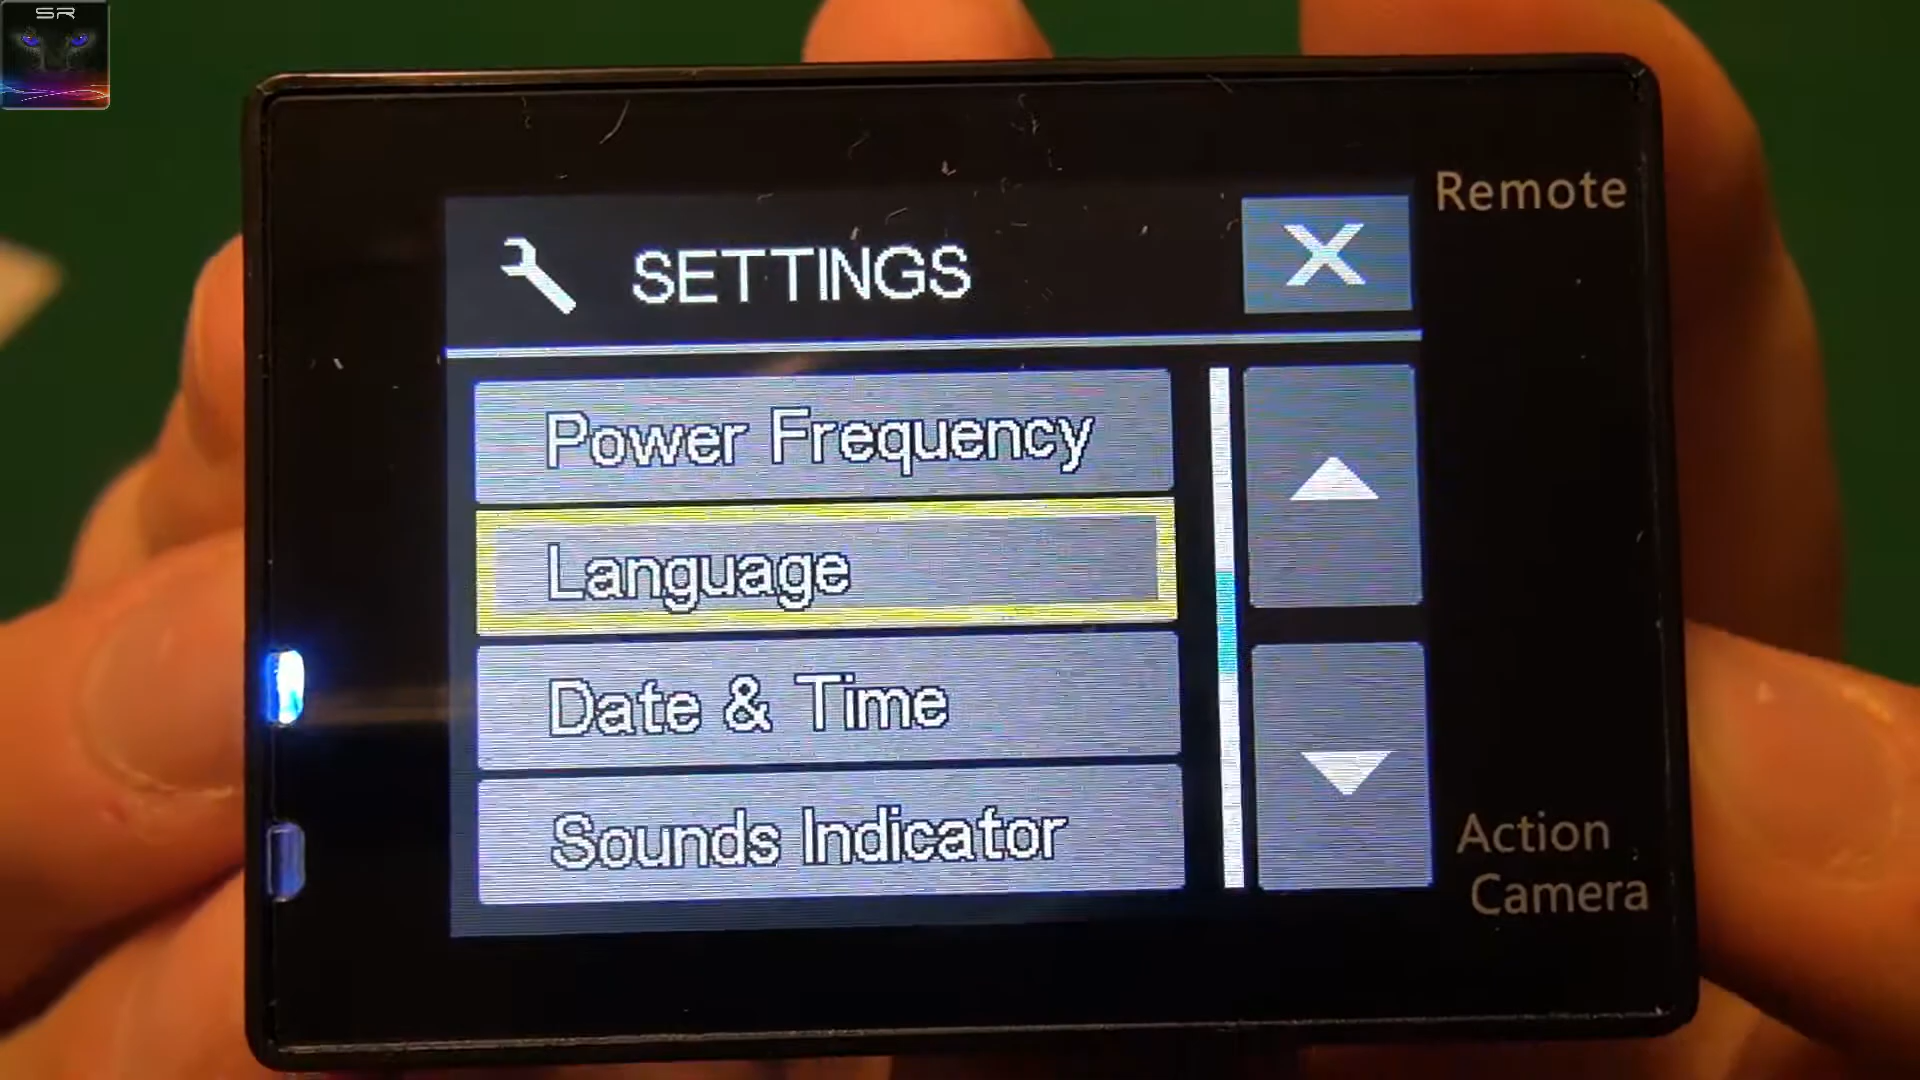 SR
Remote
SETTINGS
X
Power Frequency
Language
Date & Time
Sounds Indicator
Action
Camera